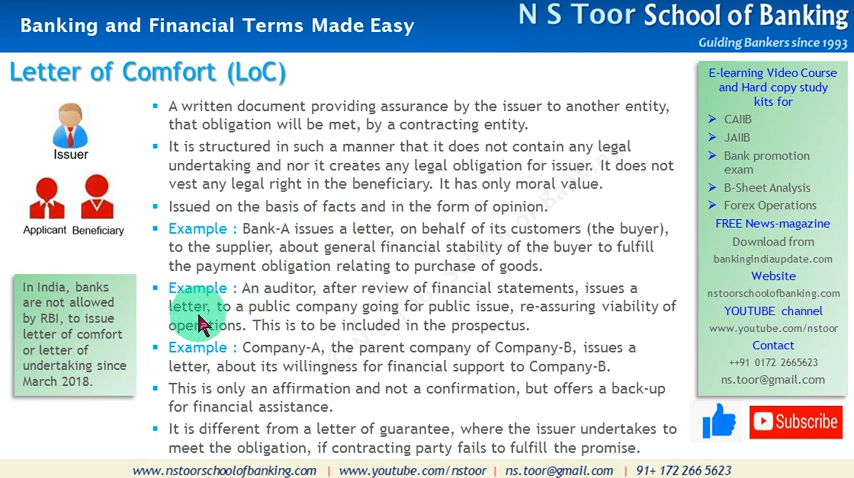 Banking and Financial Terms Made Easy
N S Toor School of Banking
Guiding Bankers since 1993
Letter of Comfort (LoC)
Issuer
Applicant Beneficiary
In India, banks
are not allowed
by RBI, to issue
letter of comfort
or letter of
undertaking since
March 2018.
▪ A written document providing assurance by the issuer to another entity,
that obligation will be met, by a contracting entity.
▪ It is structured in such a manner that it does not contain any legal
undertaking and nor it creates any legal obligation for issuer. It does not
vest any legal right in the beneficiary. It has only moral value.
▪ Issued on the basis of facts and in the form of opinion.
▪ Example : Bank-A issues a letter, on behalf of its customers (the buyer),
to the supplier, about general financial stability of the buyer to fulfill
the payment obligation relating to purchase of goods.
▪ Example : An auditor, after review of financial statements, issues a
letter, to a public company going for public issue, re-assuring viability of
operations. This is to be included in the prospectus.
▪ Example : Company-A, the parent company of Company-B, issues a
letter, about its willingness for financial support to Company-B.
▪ This is only an affirmation and not a confirmation, but offers a back-up
for financial assistance.
▪ It is different from a letter of guarantee, where the issuer undertakes to
meet the obligation, if contracting party fails to fulfill the promise.
E-learning Video Course
and Hard copy study
kits for
➢ CAIIB
➢ JAIIB
➢ Bank promotion
exam
➢ B-Sheet Analysis
➢ Forex Operations
FREE News-magazine
Download from
bankingindiaupdate.com
Website
nstoorschoolofbanking.com
YOUTUBE channel
www.youtube.com/nstoor
Contact
++91 0172 2665623
ns.toor@gmail.com
Subscribe
www.nstoorschoolofbanking.com | www.youtube.com/nstoor | ns.toor@gmail.com | 91+ 172 266 5623